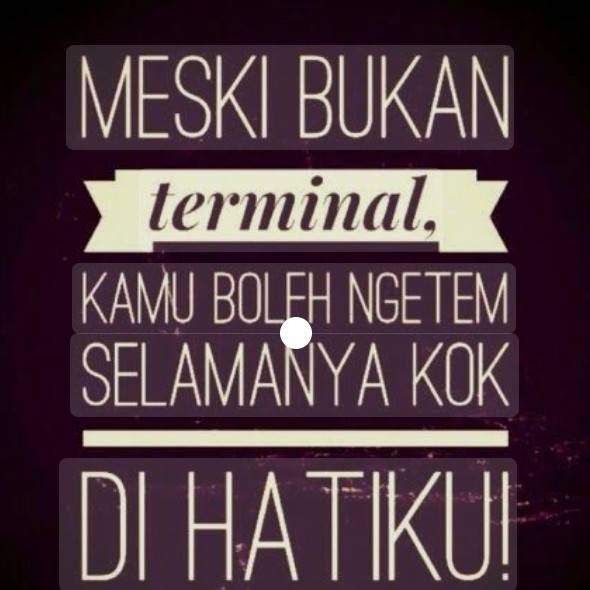 MESKI BUKAN
terminal,
KAMU BOLEH NGETEM
SELAMANYA KOK
DI HATIKU!